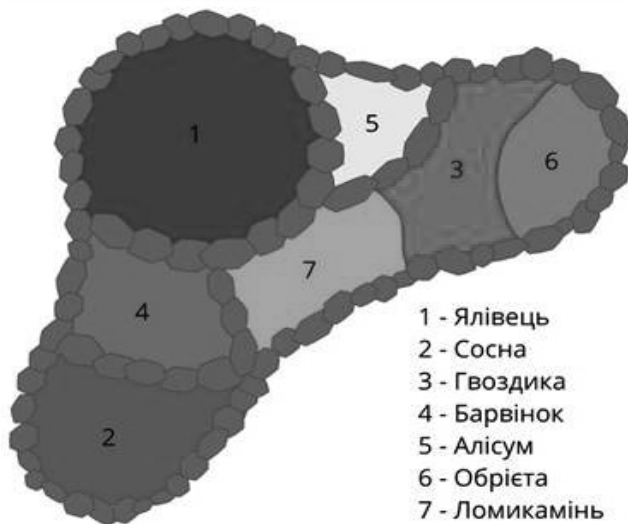 1
5
3
6
7
4
2
1 - Ялівець
2 - Сосна
3 - Гвоздика
4 - Барвінок
5 - Алісум
6 - Обрієта
7 - Ломикамінь